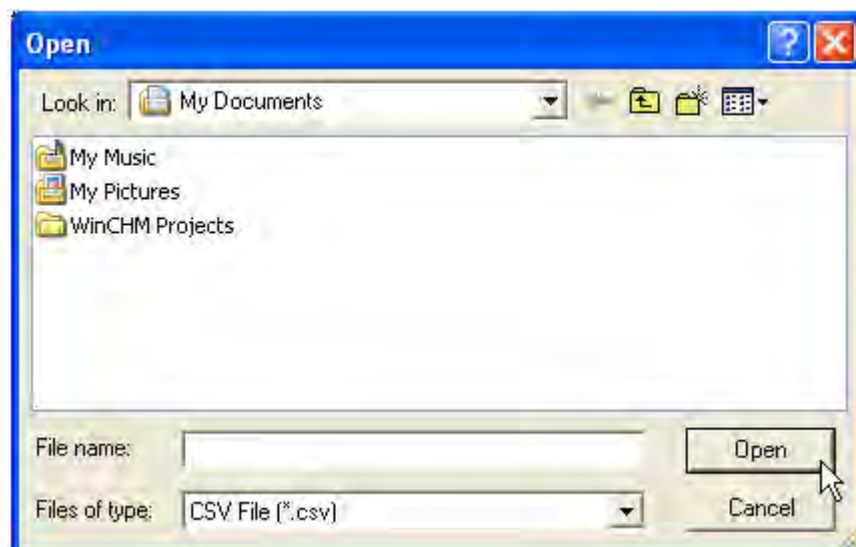 Open
Look in: My Documents
My Music
My Pictures
WinCHM Projects
File name: Open
Files of type: CSV File (*.csv) Cancel